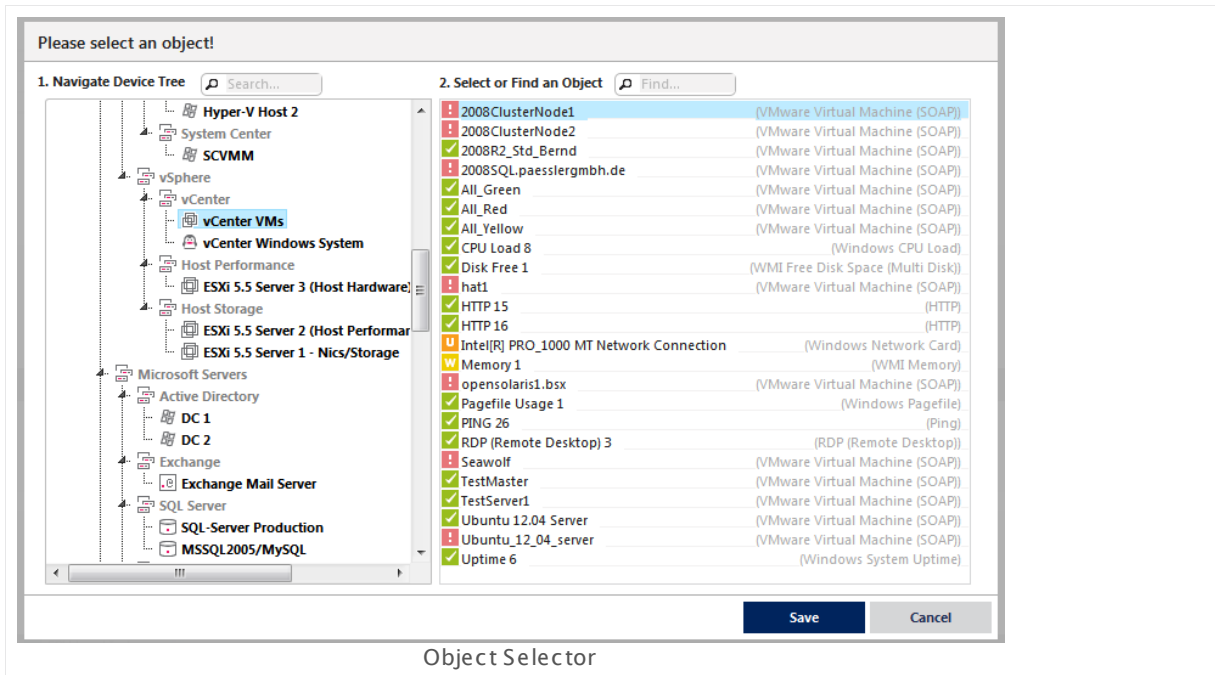 Please select an object!
1. Navigate Device Tree
Search...
2. Select or Find an Object
Find...
Hyper-V Host 2
System Center
SCVMM
vSphere
vCenter
vCenter VMs
vCenter Windows System
Host Performance
ESXi 5.5 Server 3 (Host Hardware)
Host Storage
ESXi 5.5 Server 2 (Host Performar
ESXi 5.5 Server 1 - Nics/Storage
Microsoft Servers
Active Directory
DC 1
DC 2
Exchange
Exchange Mail Server
SQL Server
SQL-Server Production
MSSQL2005/MySQL
! 2008ClusterNode1 (VMware Virtual Machine (SOAP))
! 2008ClusterNode2 (VMware Virtual Machine (SOAP))
2008R2_Std_Bernd (VMware Virtual Machine (SOAP))
! 2008SQL.paesslergmbh.de (VMware Virtual Machine (SOAP))
All_Green (VMware Virtual Machine (SOAP))
All_Red (VMware Virtual Machine (SOAP))
All_Yellow (VMware Virtual Machine (SOAP))
CPU Load 8 (Windows CPU Load)
Disk Free 1 (WMI Free Disk Space (Multi Disk))
! hat1 (VMware Virtual Machine (SOAP))
HTTP 15 (HTTP)
HTTP 16 (HTTP)
U Intel[R] PRO_1000 MT Network Connection (Windows Network Card)
W Memory 1 (WMI Memory)
! opensolaris1.bsx (VMware Virtual Machine (SOAP))
Pagefile Usage 1 (Windows Pagefile)
PING 26 (Ping)
RDP (Remote Desktop) 3 (RDP (Remote Desktop))
! Seawolf (VMware Virtual Machine (SOAP))
TestMaster (VMware Virtual Machine (SOAP))
TestServer1 (VMware Virtual Machine (SOAP))
Ubuntu 12.04 Server (VMware Virtual Machine (SOAP))
! Ubuntu_12_04_server (VMware Virtual Machine (SOAP))
Uptime 6 (Windows System Uptime)
Save
Cancel
Object Selector